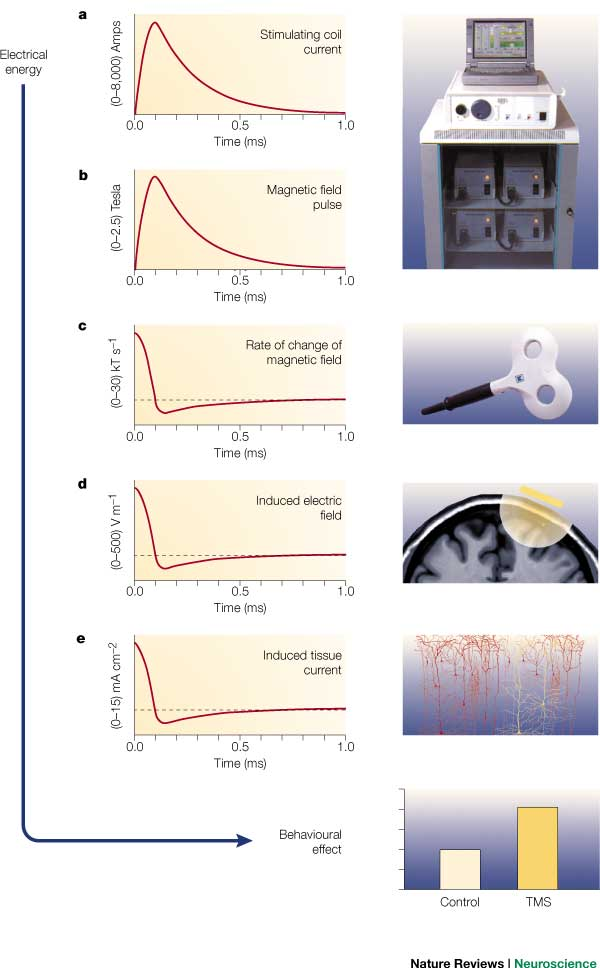 Electrical
energy
a
(0–8,000) Amps
Stimulating coil
current
0.0 0.5 1.0
Time (ms)
b
(0–2.5) Tesla
Magnetic field
pulse
0.0 0.5 1.0
Time (ms)
c
(0–30) kT s–1
Rate of change of
magnetic field
0.0 0.5 1.0
Time (ms)
d
(0–500) V m–1
Induced electric
field
0.0 0.5 1.0
Time (ms)
e
(0–15) mA cm–2
Induced tissue
current
0.0 0.5 1.0
Time (ms)
Behavioural
effect
Control TMS
Nature Reviews | Neuroscience